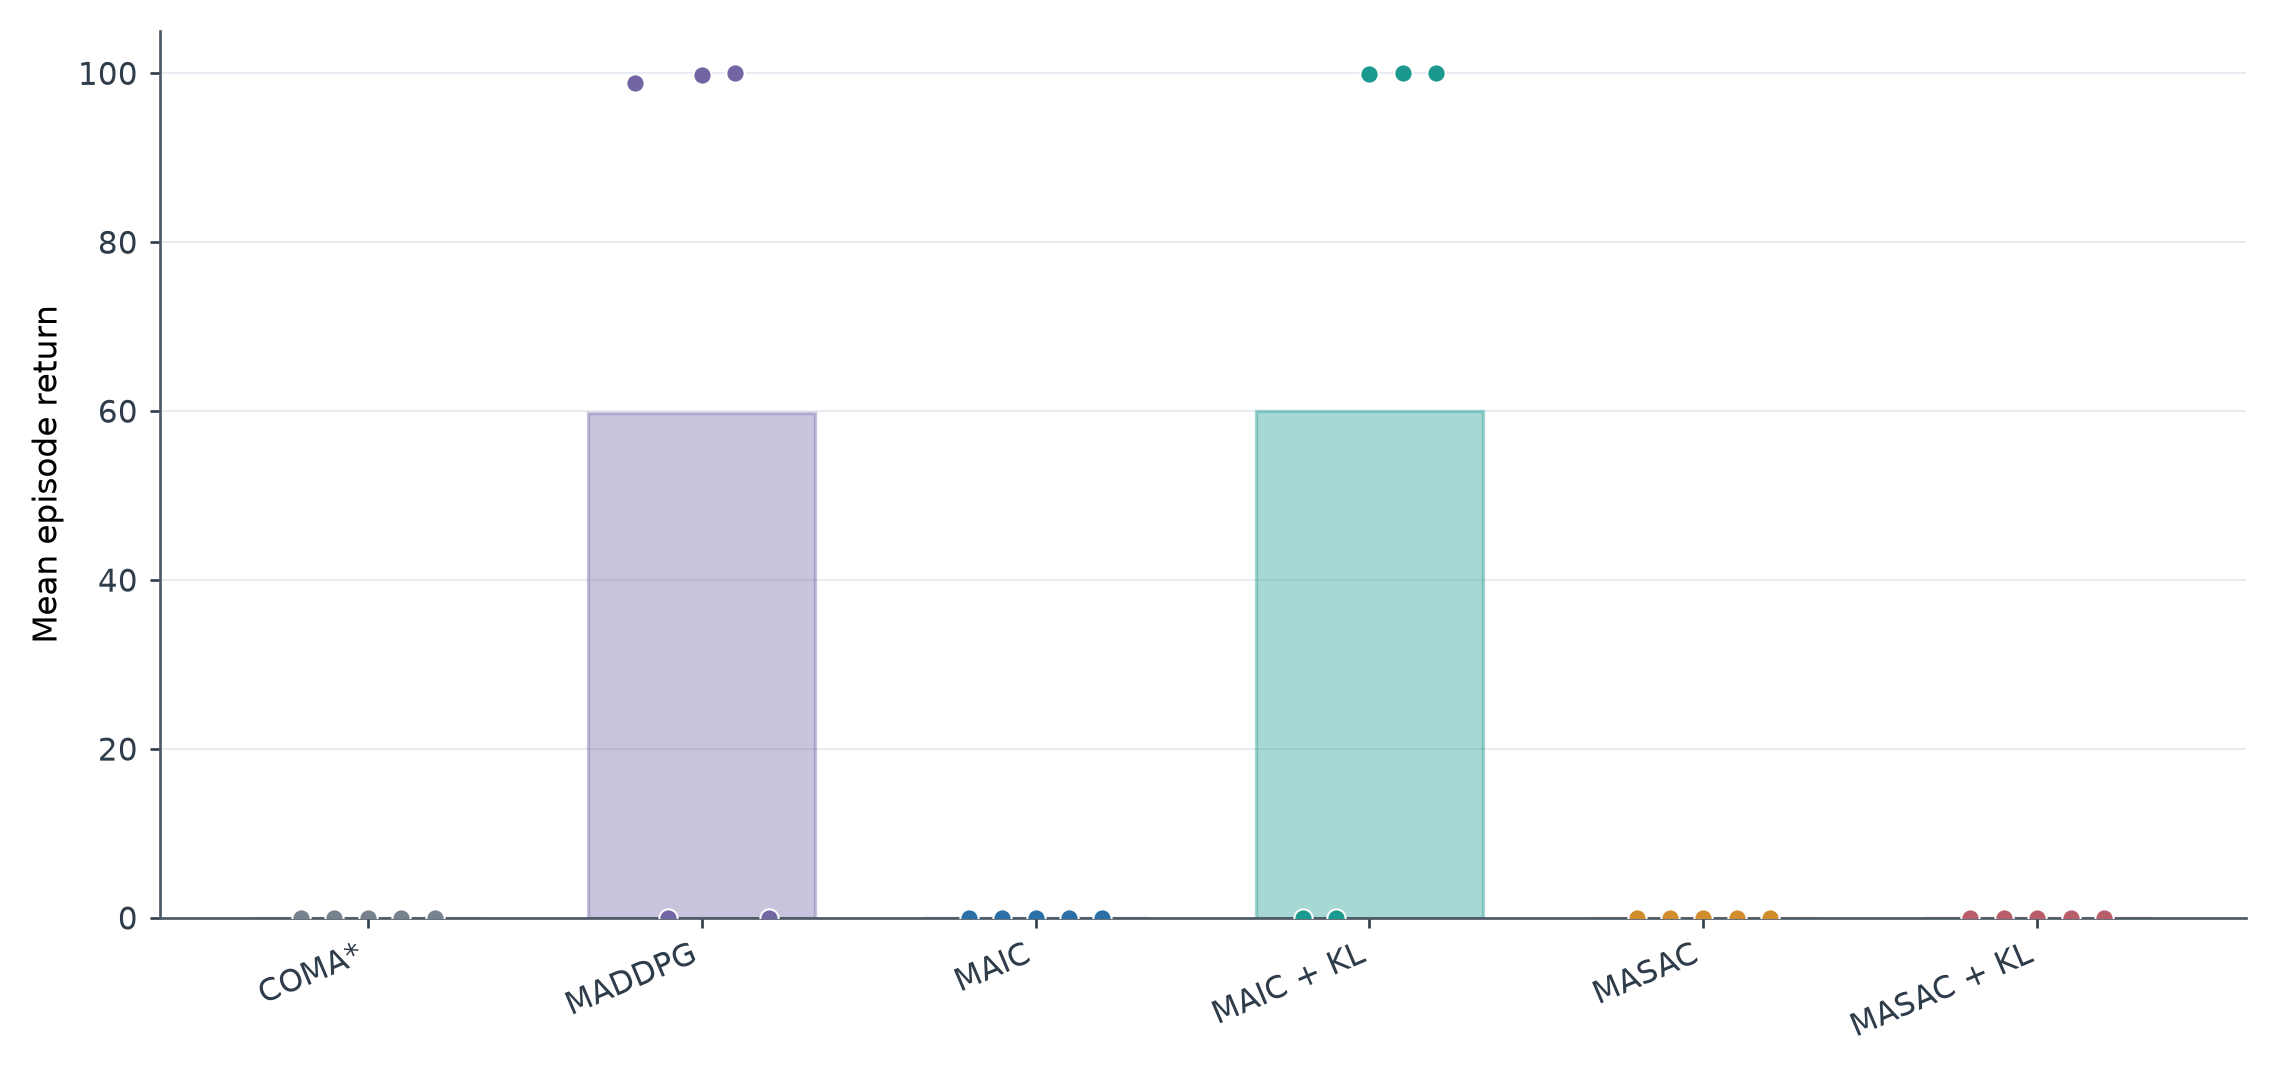 100
80
60
40
20
0
Mean episode return
COMA*
MADDPG
MAIC
MAIC + KL
MASAC
MASAC + KL